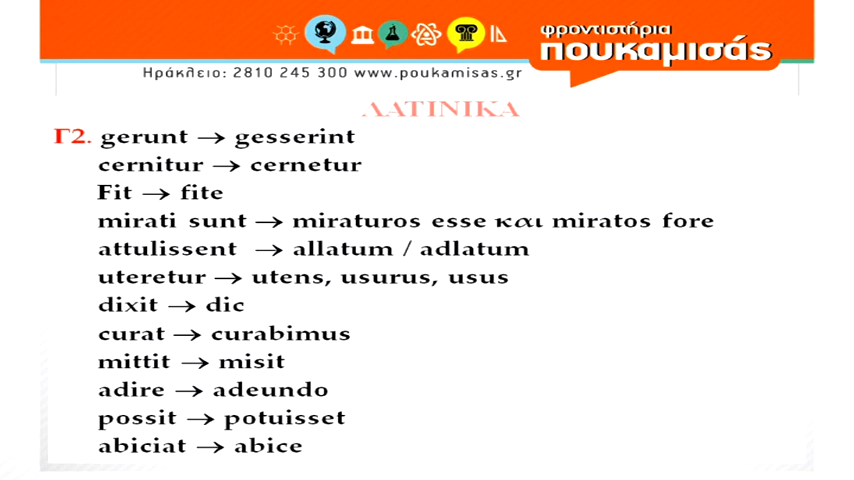 φροντιστήρια
πουκαμισάς
Ηράκλειο: 2810 245 300 www.poukamisas.gr
ΛΑΤΙΝΙΚΑ
Γ2. gerunt → gesserint
cernitur → cernetur
Fit → fite
mirati sunt → miraturos esse και miratos fore
attulissent → allatum / adlatum
uteretur → utens, usurus, usus
dixit → dic
curat → curabimus
mittit → misit
adire → adeundo
possit → potuisset
abiciat → abice